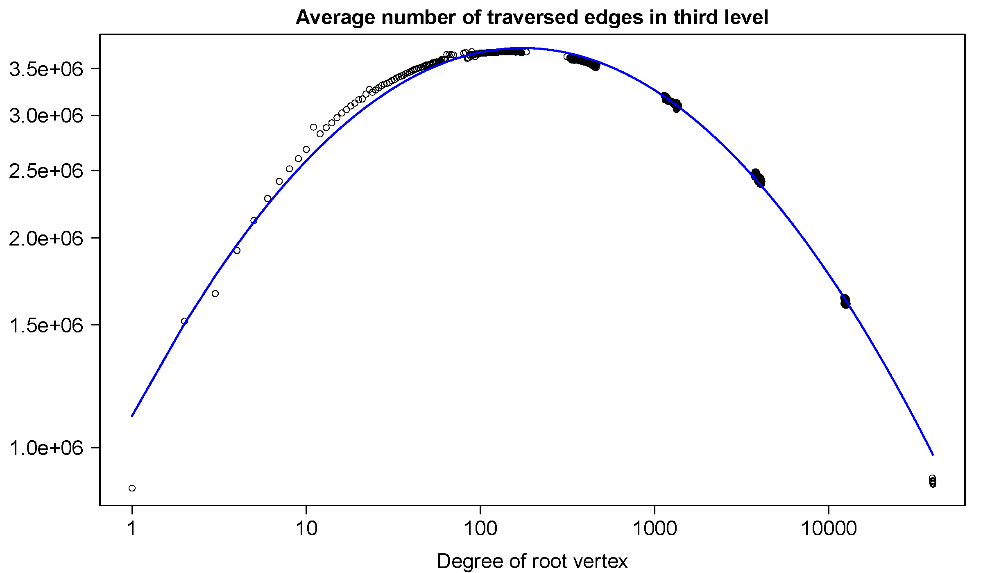 Average number of traversed edges in third level
3.5e+06
3.0e+06
2.5e+06
2.0e+06
1.5e+06
1.0e+06
1 10 100 1000 10000
Degree of root vertex